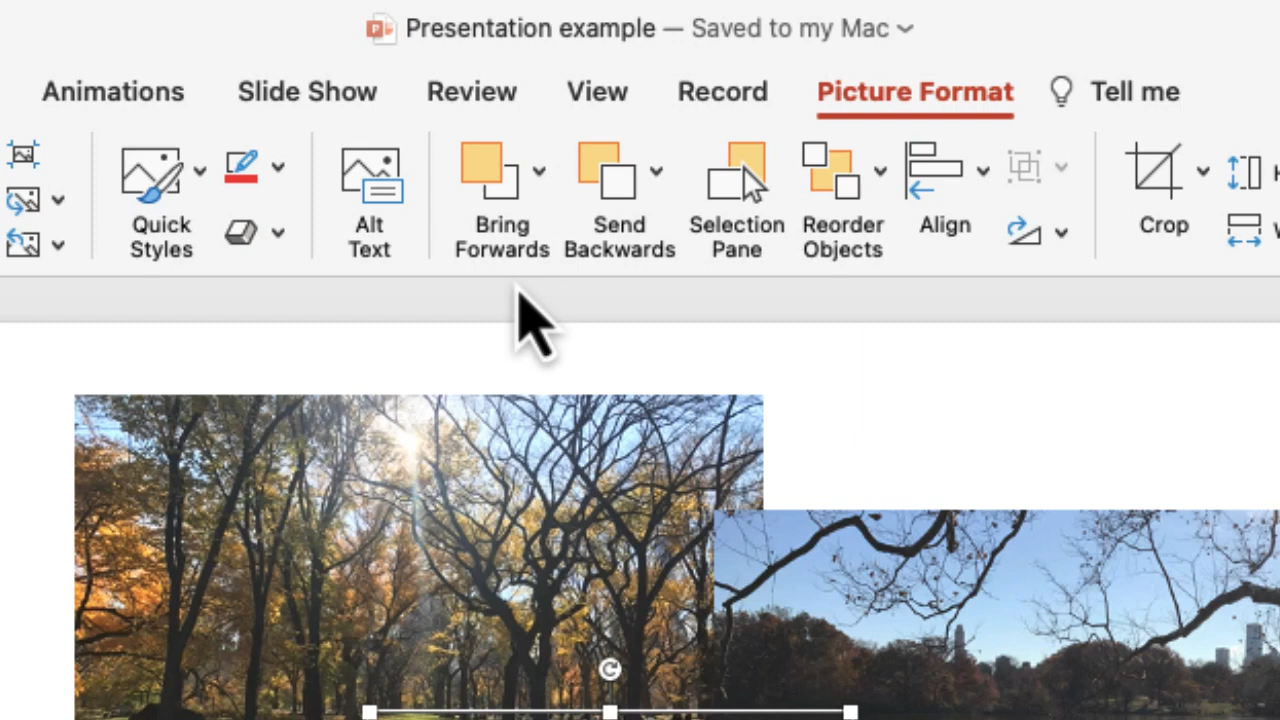 Presentation example — Saved to my Mac
Animations Slide Show Review View Record Picture Format Tell me
Quick Styles
Alt Text
Bring Forwards
Send Backwards
Selection Pane
Reorder Objects
Align
Crop